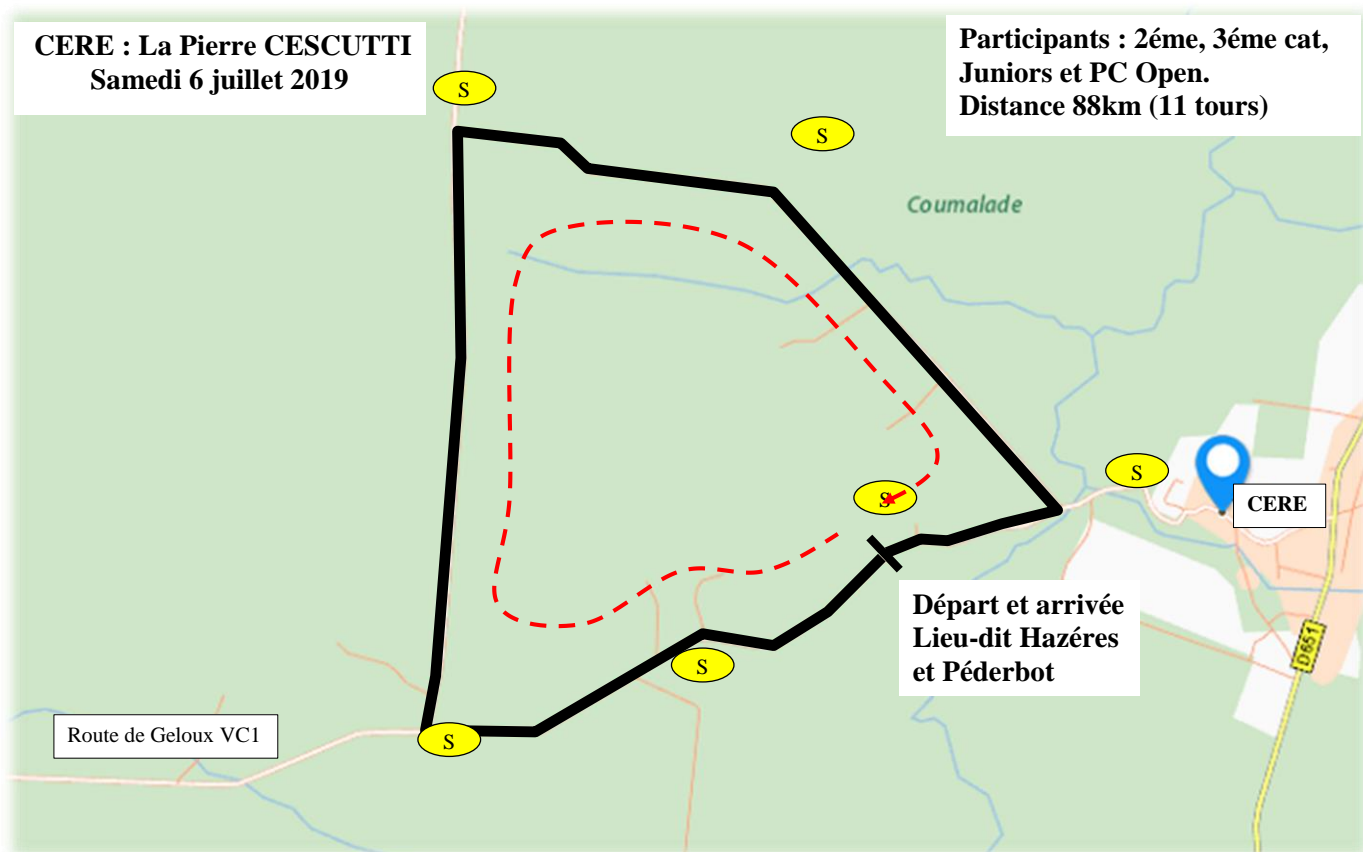 CERE : La Pierre CESCUTTI
Samedi 6 juillet 2019
Participants : 2éme, 3éme cat,
Juniors et PC Open.
Distance 88km (11 tours)
S
S
Coumalade
S
S
CERE
Départ et arrivée
Lieu-dit Hazéres
et Péderbot
D651
S
S
Route de Geloux VC1